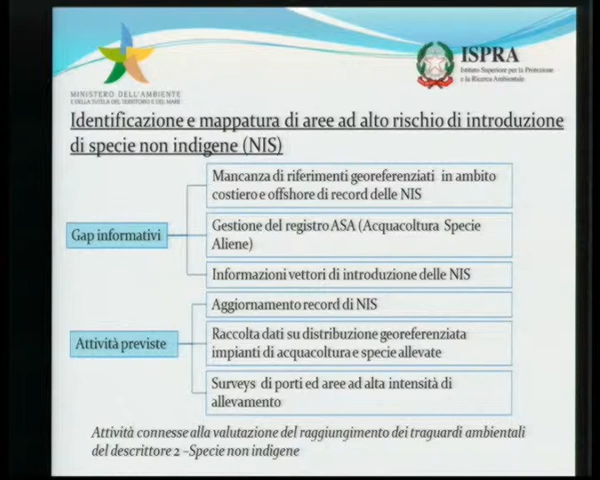 MINISTERO DELL'AMBIENTE
E DELLA TUTELA DEL TERRITORIO E DEL MARE
ISPRA
Istituto Superiore per la Protezione
e la Ricerca Ambientale
Identificazione e mappatura di aree ad alto rischio di introduzione
di specie non indigene (NIS)
Gap informativi
Mancanza di riferimenti georeferenziati in ambito
costiero e offshore di record delle NIS
Gestione del registro ASA (Acquacoltura Specie
Aliene)
Informazioni vettori di introduzione delle NIS
Attività previste
Aggiornamento record di NIS
Raccolta dati su distribuzione georeferenziata
impianti di acquacoltura e specie allevate
Surveys di porti ed aree ad alta intensità di
allevamento
Attività connesse alla valutazione del raggiungimento dei traguardi ambientali
del descrittore 2 –Specie non indigene